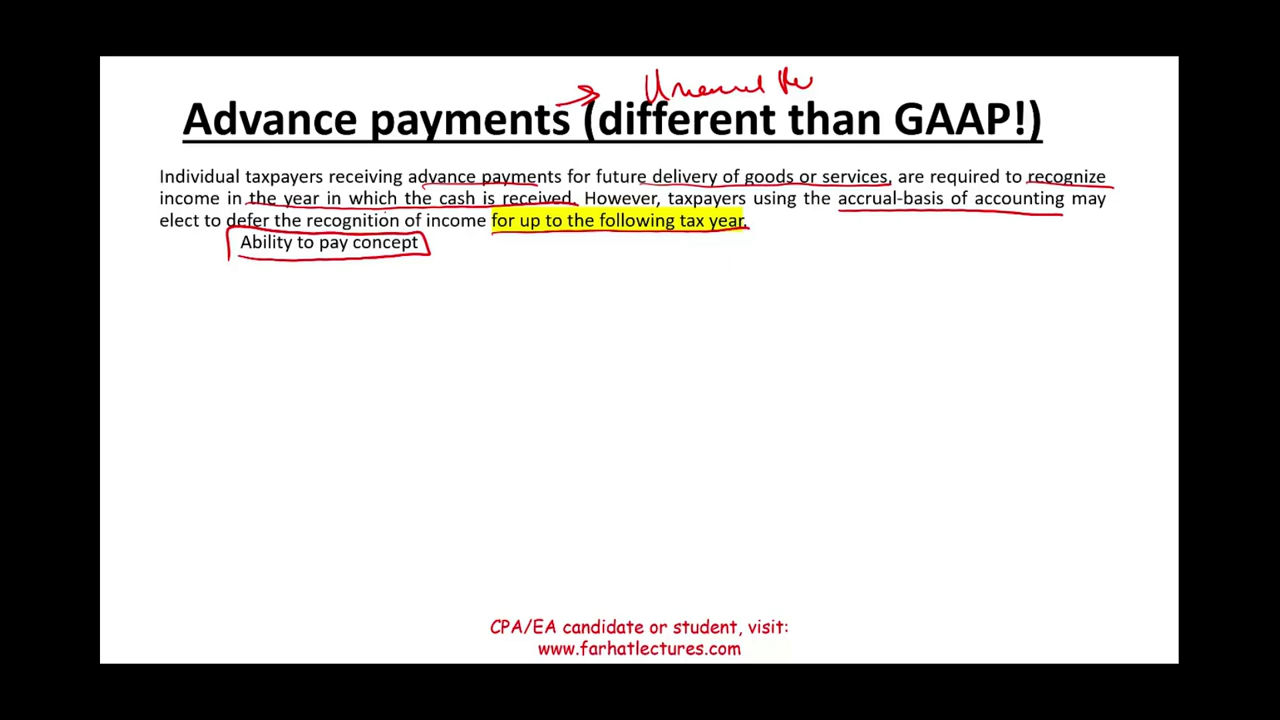 Advance payments (different than GAAP!)
Individual taxpayers receiving advance payments for future delivery of goods or services, are required to recognize
income in the year in which the cash is received. However, taxpayers using the accrual-basis of accounting may
elect to defer the recognition of income for up to the following tax year.
Ability to pay concept
CPA/EA candidate or student, visit:
www.farhatlectures.com